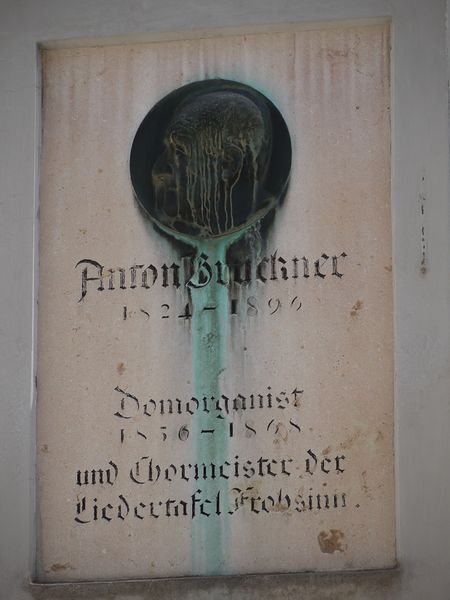 Anton Bruckner
1824-1896
Domorganist
1856-1868
und Chormeister der
Liedertafel Frohsinn.